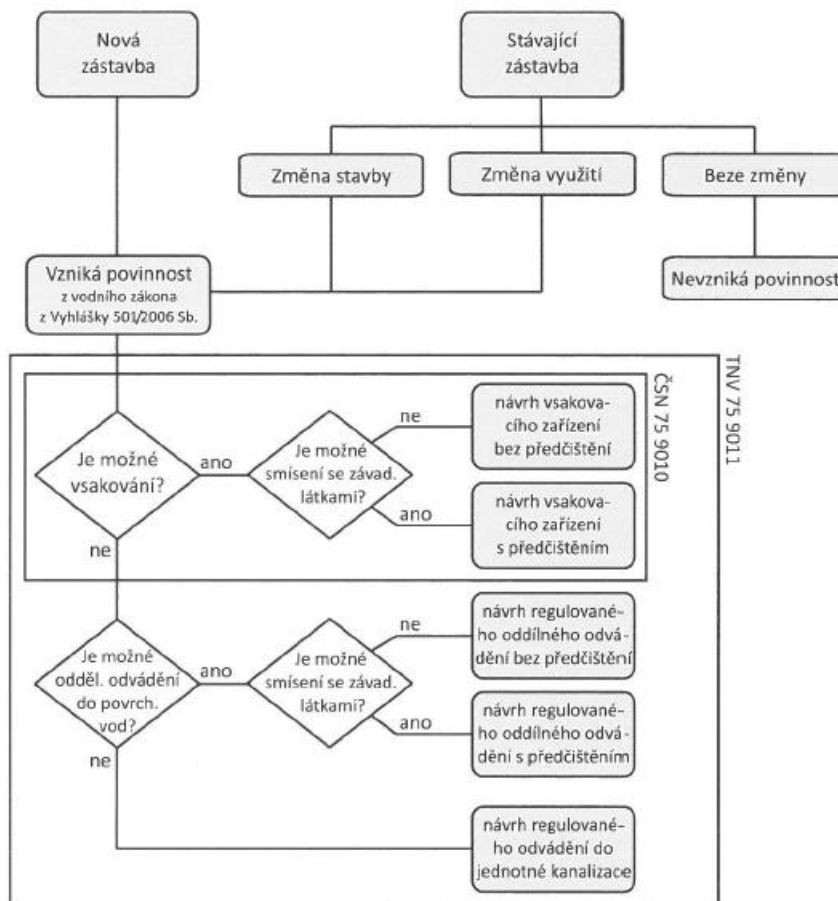 Nová
zástavba
Stávající
zástavba
Změna stavby
Změna využití
Beze změny
Vzniká povinnost
z vodního zákona
z Vyhlášky 501/2006 Sb.
Nevzniká povinnost
TNV 75 9011
ČSN 75 9010
Je možné
vsakování?
ano
ne
Je možné
smísení se závad.
látkami?
ne
ano
návrh vsakova-
cího zařízení
bez předčištění
návrh vsakova-
cího zařízení
s předčištěním
Je možné
odděl. odvádění
do povrch.
vod?
ano
ne
Je možné
smísení se závad.
látkami?
ne
ano
návrh regulované-
ho oddílného odvá-
dění bez předčištění
návrh regulované-
ho oddílného odvá-
dění s předčištěním
návrh regulované-
ho odvádění do
jednotné kanalizace